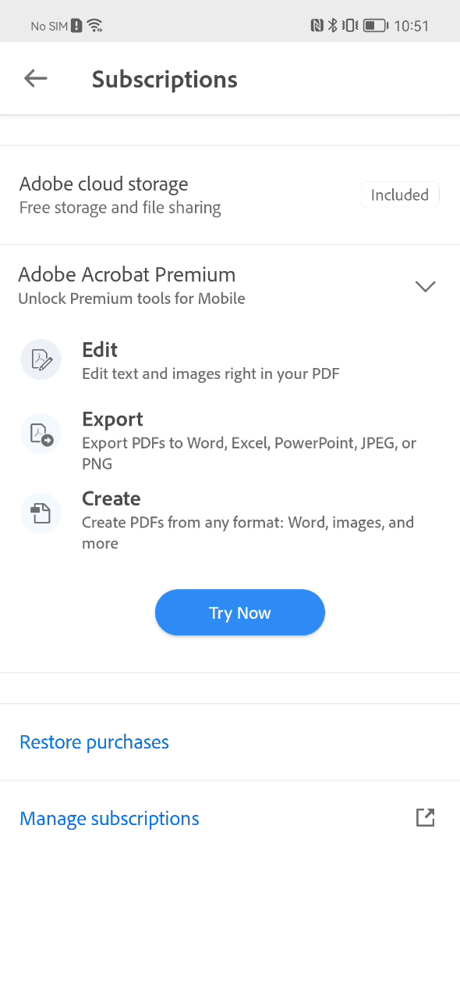 No SIM 10:51
Subscriptions
Adobe cloud storage
Free storage and file sharing
Included
Adobe Acrobat Premium
Unlock Premium tools for Mobile
Edit
Edit text and images right in your PDF
Export
Export PDFs to Word, Excel, PowerPoint, JPEG, or
PNG
Create
Create PDFs from any format: Word, images, and
more
Try Now
Restore purchases
Manage subscriptions